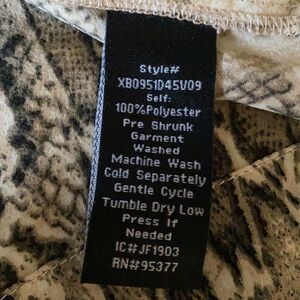 Style#
XB0951D45V09
Self:
100%Polyester
Pre Shrunk
Garment
Washed
Machine Wash
Cold Separately
Gentle Cycle
Tumble Dry Low
Press If
Needed
IC#JF1903
RN#95377